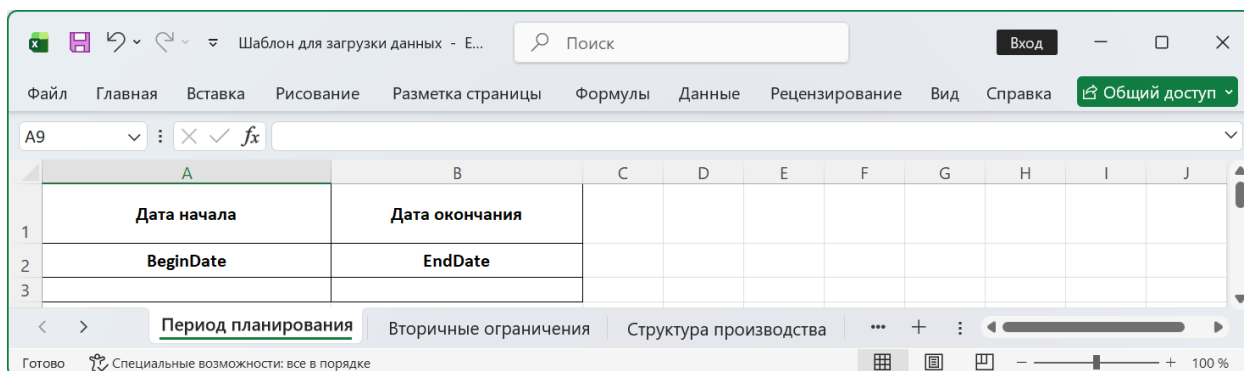 Шаблон для загрузки данных - E... Поиск Вход
Файл Главная Вставка Рисование Разметка страницы Формулы Данные Рецензирование Вид Справка Общий доступ
A9 fx
A B C D E F G H I J
1 Дата начала Дата окончания
2 BeginDate EndDate
3
Период планирования Вторичные ограничения Структура производства ...
Готово Специальные возможности: все в порядке 100 %